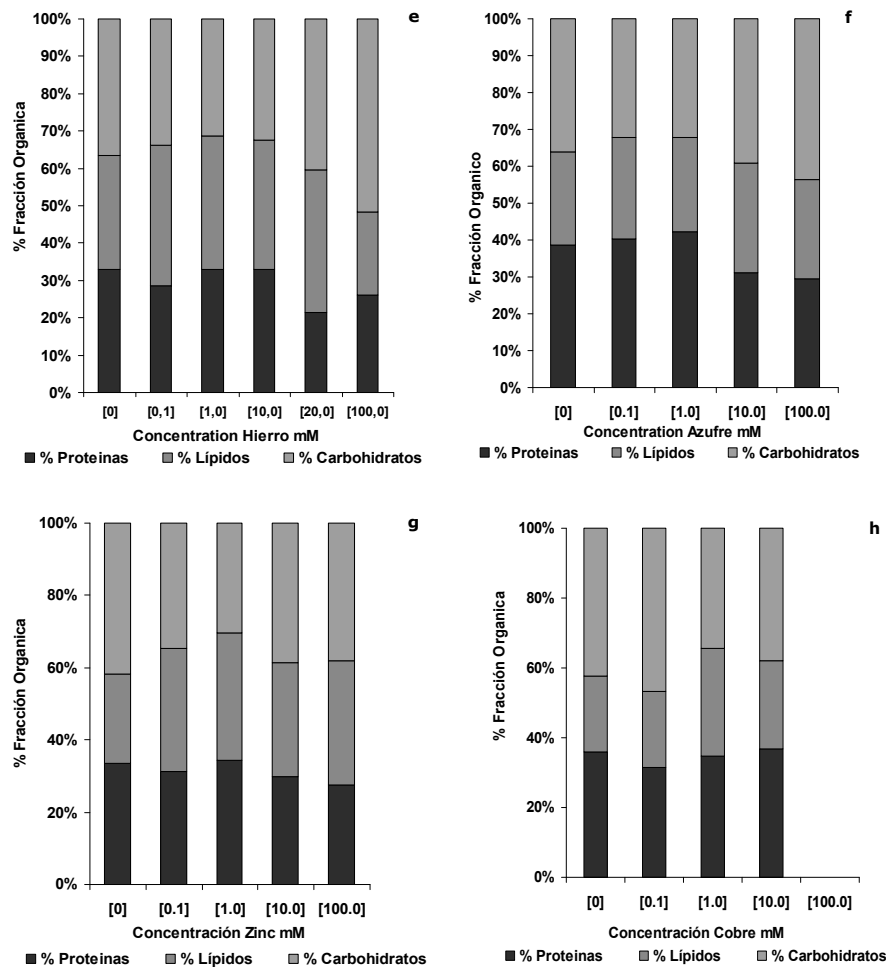 e
% Fracción Organica
100%
90%
80%
70%
60%
50%
40%
30%
20%
10%
0%
[0] [0,1] [1,0] [10,0] [20,0] [100,0]
Concentration Hierro mM
% Proteinas % Lípidos % Carbohidratos
f
% Fracción Organico
100%
90%
80%
70%
60%
50%
40%
30%
20%
10%
0%
[0] [0.1] [1.0] [10.0] [100.0]
Concentration Azufre mM
% Proteinas % Lípidos % Carbohidratos
g
% Fracción Organica
100%
80%
60%
40%
20%
0%
[0] [0.1] [1.0] [10.0] [100.0]
Concentración Zinc mM
% Proteinas % Lípidos % Carbohidratos
h
% Fracción Organica
100%
80%
60%
40%
20%
0%
[0] [0.1] [1.0] [10.0] [100.0]
Concentración Cobre mM
% Proteinas % Lípidos % Carbohidratos